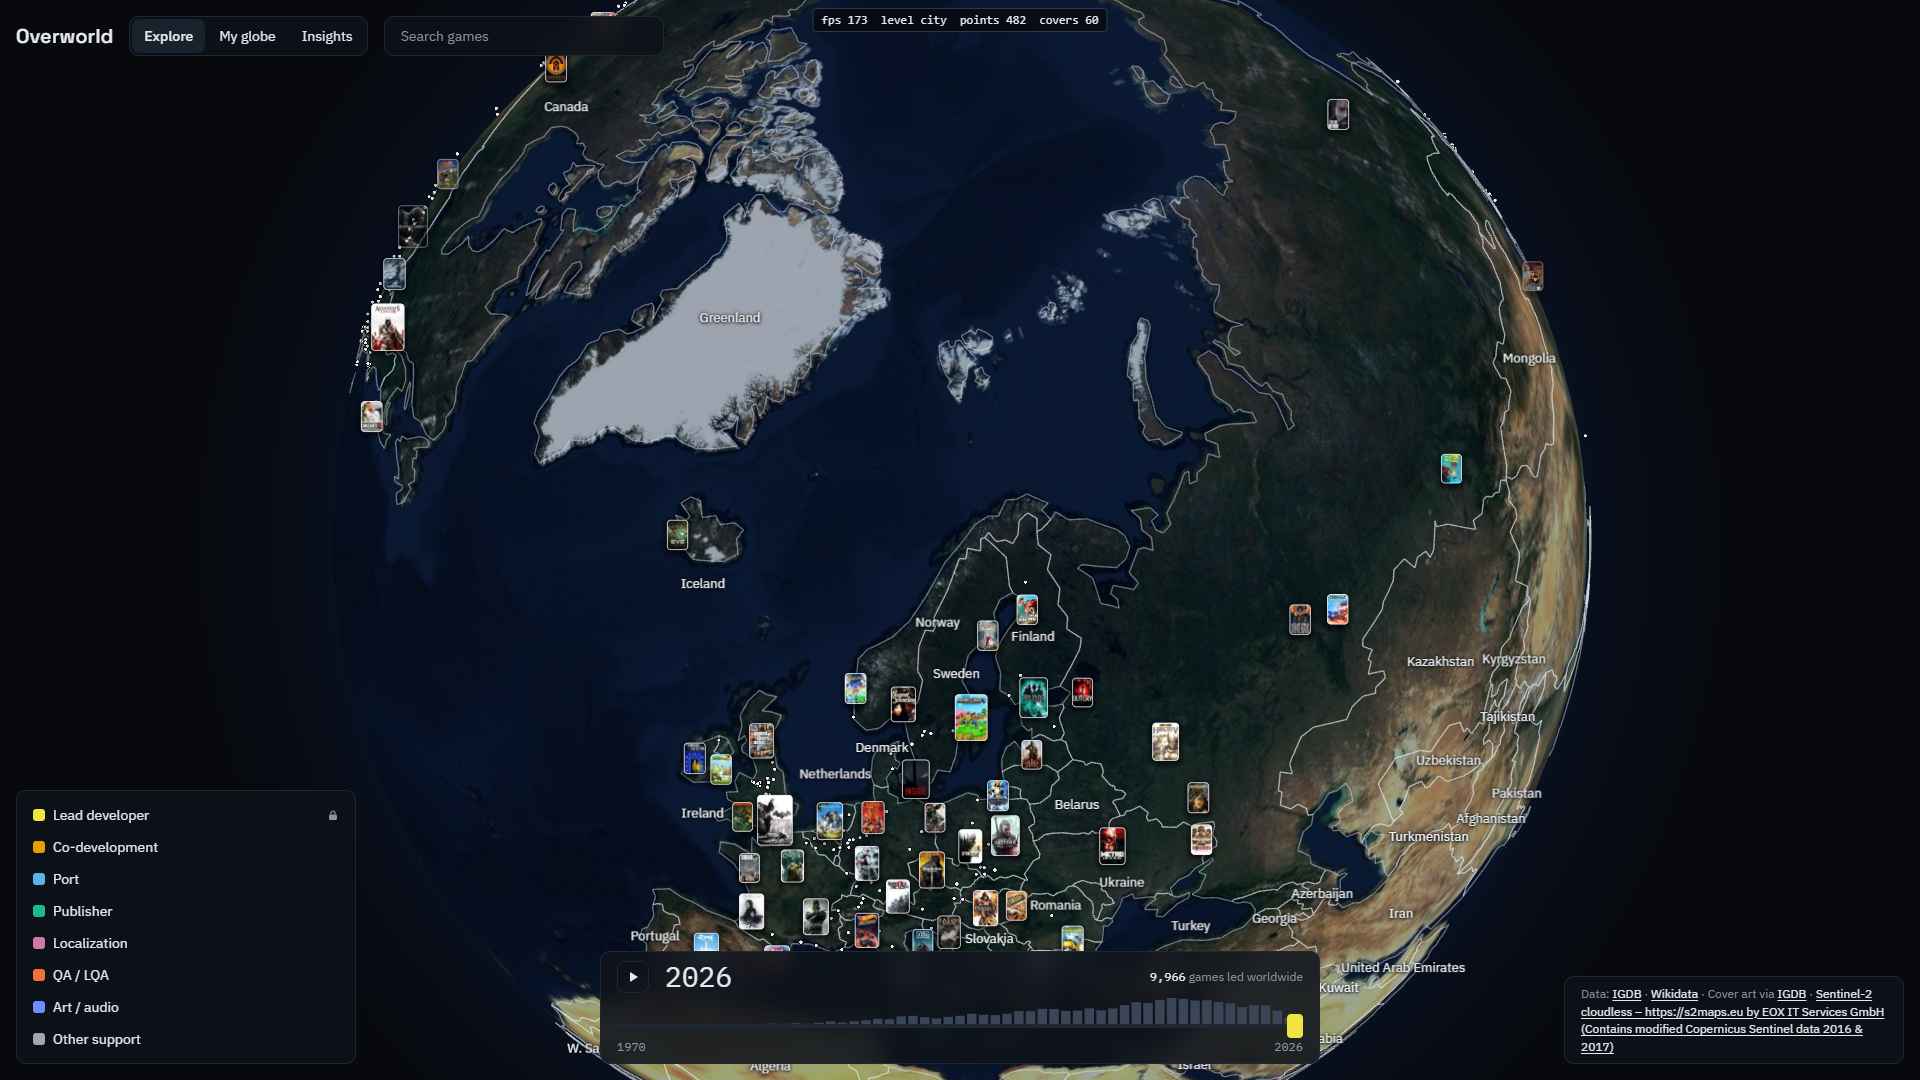 Overworld
Explore
My globe
Insights
Search games
fps 173 level city points 482 covers 60
Canada
Greenland
Mongolia
Iceland
Norway
Finland
Sweden
Kazakhstan
Kyrgyzstan
Tajikistan
Denmark
Netherlands
Uzbekistan
Pakistan
Belarus
Ireland
Afghanistan
Turkmenistan
Ukraine
Azerbaijan
Romania
Georgia
Iran
Turkey
Portugal
Slovakia
United Arab Emirates
Kuwait
W. Sa
abia
Algeria
Israel
INSIDE
METRO
Lead developer
Co-development
Port
Publisher
Localization
QA / LQA
Art / audio
Other support
2026
9,966 games led worldwide
1970
2026
Data: IGDB · Wikidata · Cover art via IGDB · Sentinel-2
cloudless – https://s2maps.eu by EOX IT Services GmbH
(Contains modified Copernicus Sentinel data 2016 &
2017)